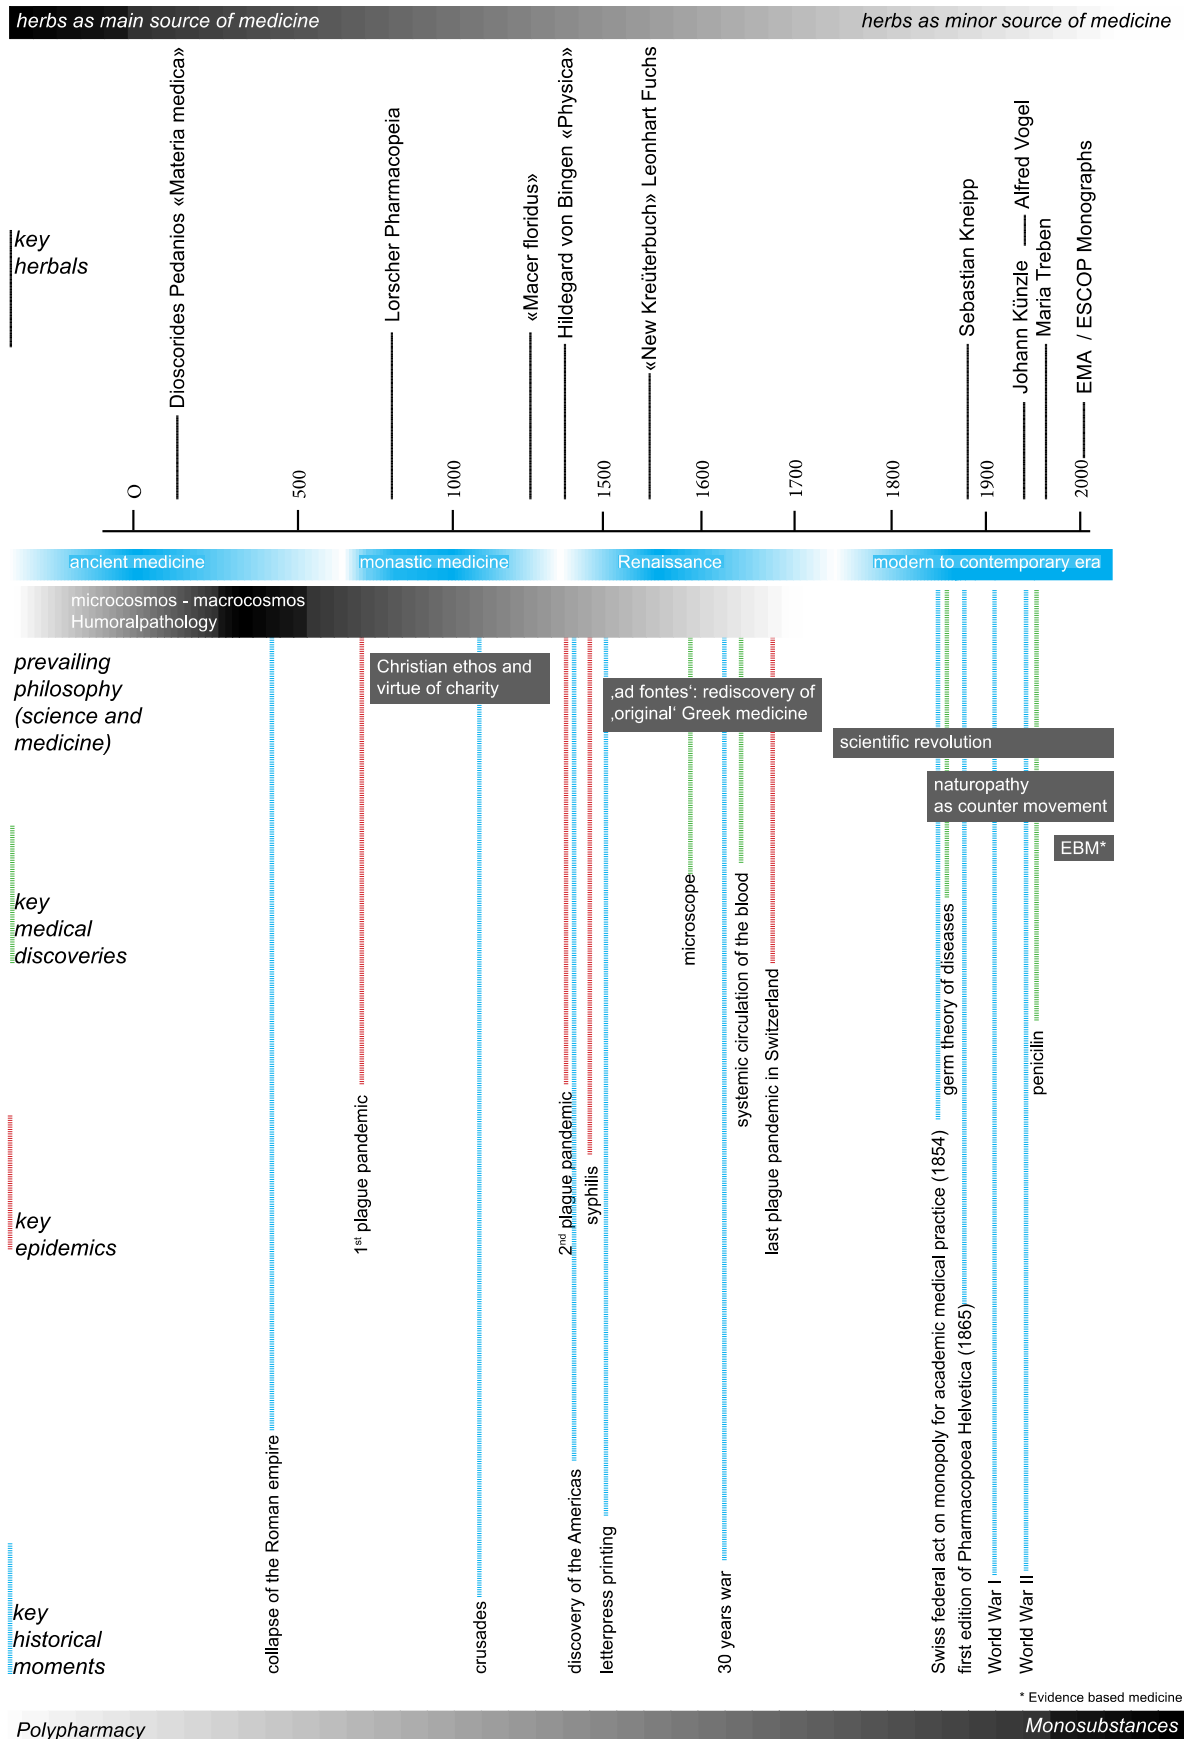 herbs as main source of medicine
herbs as minor source of medicine
key
herbals
Dioscorides Pedanios «Materia medica»
Lorscher Pharmacopeia
«Macer floridus»
Hildegard von Bingen «Physica»
«New Kreüterbuch» Leonhart Fuchs
Sebastian Kneipp
Johann Künzle
Alfred Vogel
Maria Treben
EMA / ESCOP Monographs
O
500
1000
1500
1600
1700
1800
1900
2000
ancient medicine
monastic medicine
Renaissance
modern to contemporary era
microcosmos - macrocosmos
Humoralpathology
prevailing
philosophy
(science and
medicine)
Christian ethos and
virtue of charity
‚ad fontes‘: rediscovery of
‚original‘ Greek medicine
scientific revolution
naturopathy
as counter movement
EBM*
key
medical
discoveries
microscope
systemic circulation of the blood
germ theory of diseases
penicilin
key
epidemics
1st plague pandemic
2nd plague pandemic
syphilis
last plague pandemic in Switzerland
key
historical
moments
collapse of the Roman empire
crusades
discovery of the Americas
letterpress printing
30 years war
Swiss federal act on monopoly for academic medical practice (1854)
first edition of Pharmacopoea Helvetica (1865)
World War I
World War II
* Evidence based medicine
Polypharmacy
Monosubstances